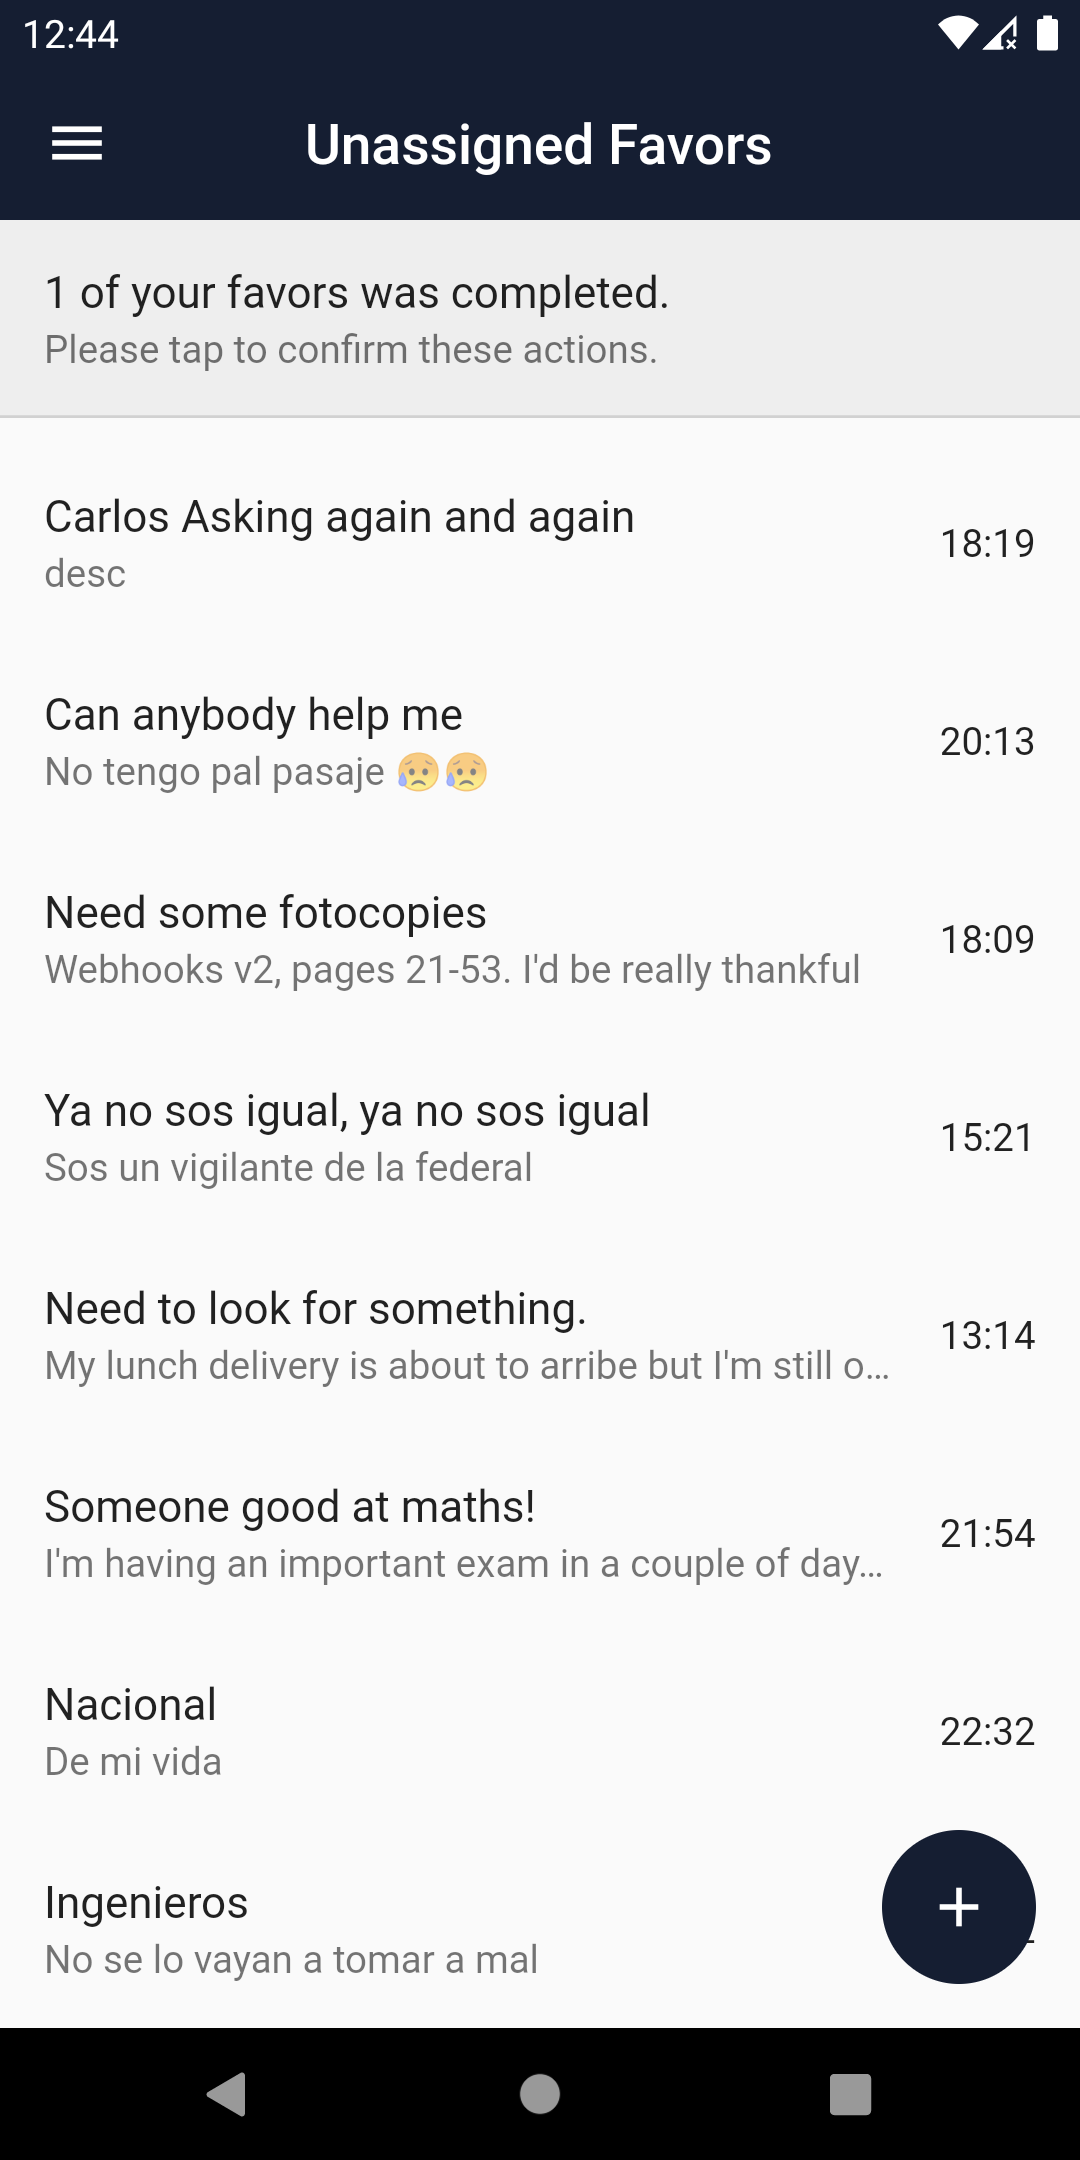 12:44
Unassigned Favors
1 of your favors was completed.
Please tap to confirm these actions.
Carlos Asking again and again
desc
18:19
Can anybody help me
No tengo pal pasaje 😥😥
20:13
Need some fotocopies
Webhooks v2, pages 21-53. I'd be really thankful
18:09
Ya no sos igual, ya no sos igual
Sos un vigilante de la federal
15:21
Need to look for something.
My lunch delivery is about to arribe but I'm still o...
13:14
Someone good at maths!
I'm having an important exam in a couple of day...
21:54
Nacional
De mi vida
22:32
Ingenieros
No se lo vayan a tomar a mal